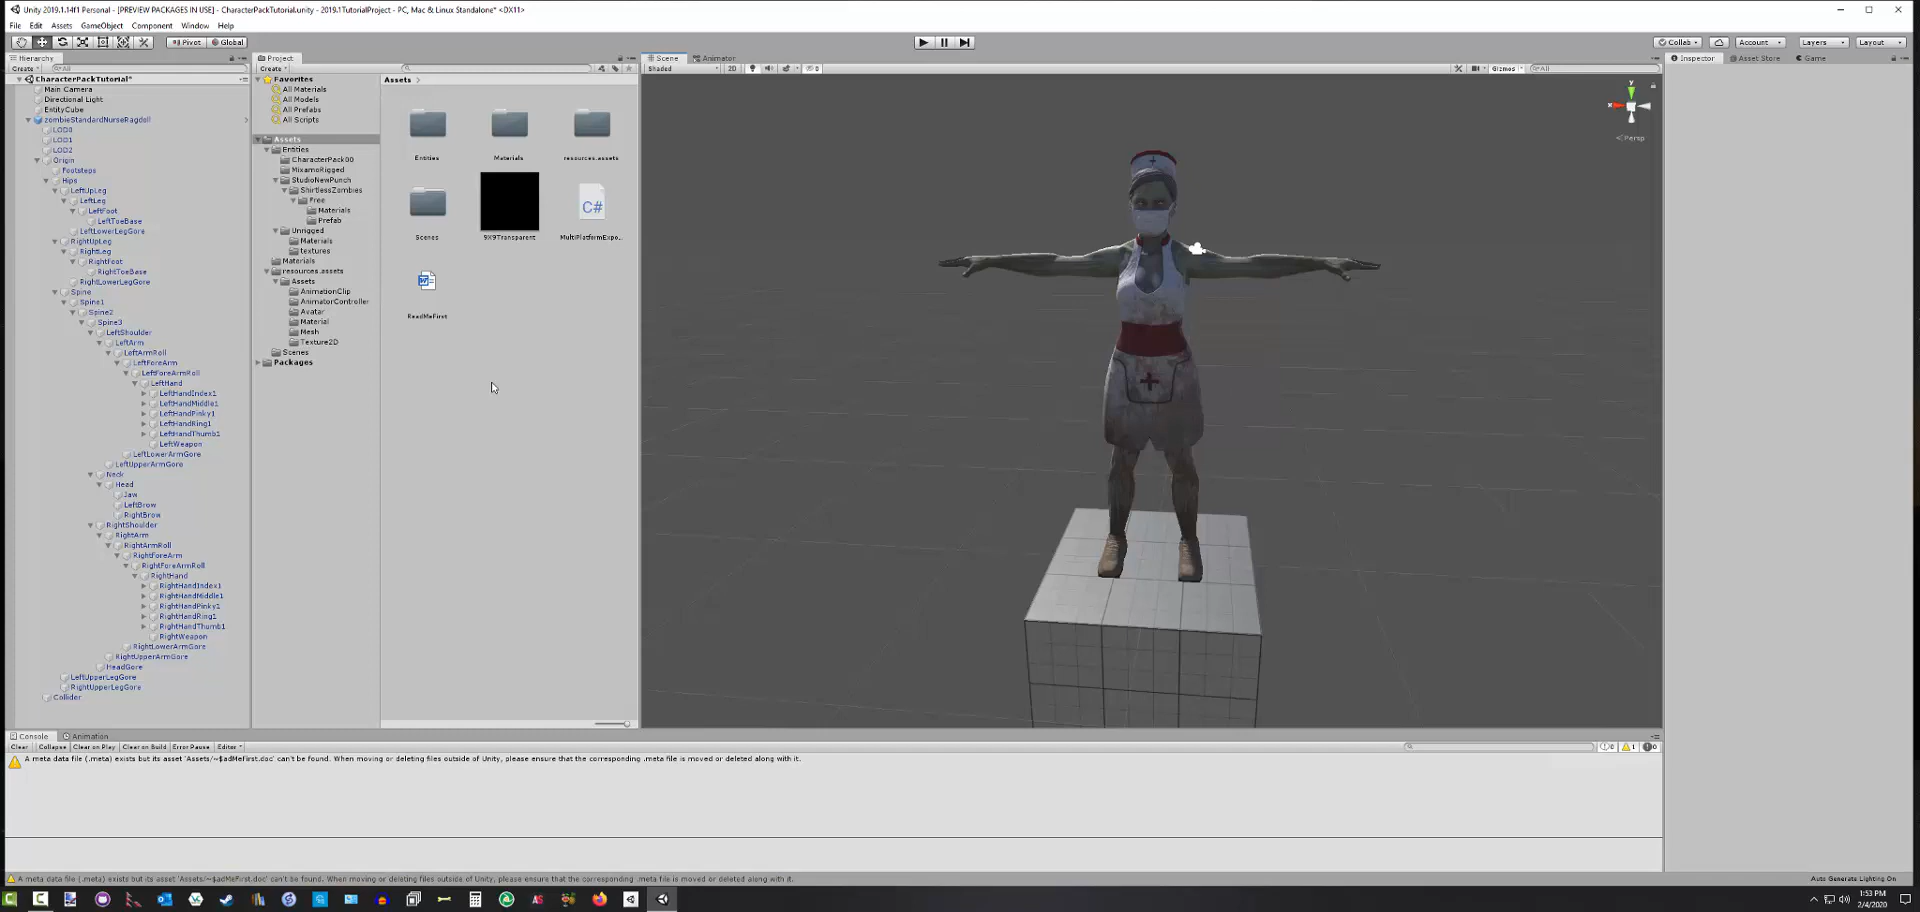 Unity 2019.1.14f1 Personal - [PREVIEW PACKAGES IN USE] - CharacterPackTutorial.unity - 2019.1TutorialProject - PC, Mac & Linux Standalone* <DX11>
File Edit Assets GameObject Component Window Help
Pivot Global Collab Account Layers Layout
Hierarchy
Create All
CharacterPackTutorial*
Main Camera
Directional Light
EntityCube
zombieStandardNurseRagdoll
LOD0
LOD1
LOD2
Origin
Footsteps
Hips
LeftUpLeg
LeftLeg
LeftFoot
LeftToeBase
LeftLowerLegGore
RightUpLeg
RightLeg
RightFoot
RightToeBase
RightLowerLegGore
Spine
Spine1
Spine2
Spine3
LeftShoulder
LeftArm
LeftArmRoll
LeftForeArm
LeftForeArmRoll
LeftHand
LeftHandIndex1
LeftHandMiddle1
LeftHandPinky1
LeftHandRing1
LeftHandThumb1
LeftWeapon
LeftLowerArmGore
LeftUpperArmGore
Neck
Head
Jaw
LeftBrow
RightBrow
RightShoulder
RightArm
RightArmRoll
RightForeArm
RightForeArmRoll
RightHand
RightHandIndex1
RightHandMiddle1
RightHandPinky1
RightHandRing1
RightHandThumb1
RightWeapon
RightLowerArmGore
RightUpperArmGore
HeadGore
LeftUpperLegGore
RightUpperLegGore
Collider
Project
Create
Favorites
All Materials
All Models
All Prefabs
All Scripts
Assets
Entities
CharacterPack00
MixamoRigged
StudioNewPunch
ShirtlessZombies
Free
Materials
Prefab
Unrigged
Materials
textures
Materials
resources.assets
Assets
AnimationClip
AnimatorController
Avatar
Material
Mesh
Texture2D
Scenes
Packages
Assets
Entities Materials resources.assets
Scenes 9X9Transparent MultiPlatformExpo...
C#
ReadMeFirst
Scene Animator
Shaded 2D Gizmos All
y
x
Persp
Inspector Asset Store Game
Console Animation
Clear Collapse Clear on Play Clear on Build Error Pause Editor 0 1 0
A meta data file (.meta) exists but its asset 'Assets/~$adMeFirst.doc' can't be found. When moving or deleting files outside of Unity, please ensure that the corresponding .meta file is moved or deleted along with it.
A meta data file (.meta) exists but its asset 'Assets/~$adMeFirst.doc' can't be found. When moving or deleting files outside of Unity, please ensure that the corresponding .meta file is moved or deleted along with it.
Auto Generate Lighting On
1:53 PM
2/4/2020